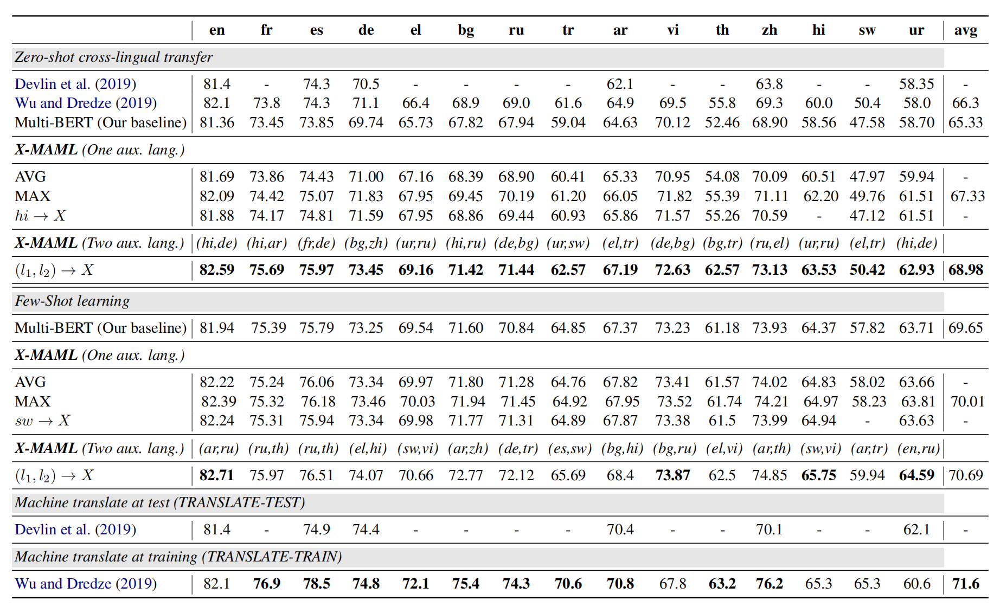 en fr es de el bg ru tr ar vi th zh hi sw ur avg
Zero-shot cross-lingual transfer
Devlin et al. (2019) 81.4 - 74.3 70.5 - - - - 62.1 - - 63.8 - - 58.35 -
Wu and Dredze (2019) 82.1 73.8 74.3 71.1 66.4 68.9 69.0 61.6 64.9 69.5 55.8 69.3 60.0 50.4 58.0 66.3
Multi-BERT (Our baseline) 81.36 73.45 73.85 69.74 65.73 67.82 67.94 59.04 64.63 70.12 52.46 68.90 58.56 47.58 58.70 65.33
X-MAML (One aux. lang.)
AVG 81.69 73.86 74.43 71.00 67.16 68.39 68.90 60.41 65.33 70.95 54.08 70.09 60.51 47.97 59.94 -
MAX 82.09 74.42 75.07 71.83 67.95 69.45 70.19 61.20 66.05 71.82 55.39 71.11 62.20 49.76 61.51 67.33
hi → X 81.88 74.17 74.81 71.59 67.95 68.86 69.44 60.93 65.86 71.57 55.26 70.59 - 47.12 61.51 -
X-MAML (Two aux. lang.) (hi,de) (hi,ar) (fr,de) (bg,zh) (ur,ru) (hi,ru) (de,bg) (ur,sw) (el,tr) (de,bg) (bg,tr) (ru,el) (ur,ru) (el,tr) (hi,de)
(l₁, l₂) → X 82.59 75.69 75.97 73.45 69.16 71.42 71.44 62.57 67.19 72.63 62.57 73.13 63.53 50.42 62.93 68.98
Few-Shot learning
Multi-BERT (Our baseline) 81.94 75.39 75.79 73.25 69.54 71.60 70.84 64.85 67.37 73.23 61.18 73.93 64.37 57.82 63.71 69.65
X-MAML (One aux. lang.)
AVG 82.22 75.24 76.06 73.34 69.97 71.80 71.28 64.76 67.82 73.41 61.57 74.02 64.83 58.02 63.66 -
MAX 82.39 75.32 76.18 73.46 70.03 71.94 71.45 64.92 67.95 73.52 61.74 74.21 64.97 58.23 63.81 70.01
sw → X 82.24 75.31 75.94 73.34 69.98 71.77 71.31 64.89 67.87 73.38 61.5 73.99 64.94 - 63.63 -
X-MAML (Two aux. lang.) (ar,ru) (ru,th) (ru,th) (el,hi) (sw,vi) (ar,zh) (de,tr) (es,sw) (bg,hi) (bg,ru) (el,vi) (ar,th) (sw,vi) (ar,tr) (en,ru)
(l₁, l₂) → X 82.71 75.97 76.51 74.07 70.66 72.77 72.12 65.69 68.4 73.87 62.5 74.85 65.75 59.94 64.59 70.69
Machine translate at test (TRANSLATE-TEST)
Devlin et al. (2019) 81.4 - 74.9 74.4 - - - - 70.4 - - 70.1 - - 62.1 -
Machine translate at training (TRANSLATE-TRAIN)
Wu and Dredze (2019) 82.1 76.9 78.5 74.8 72.1 75.4 74.3 70.6 70.8 67.8 63.2 76.2 65.3 65.3 60.6 71.6